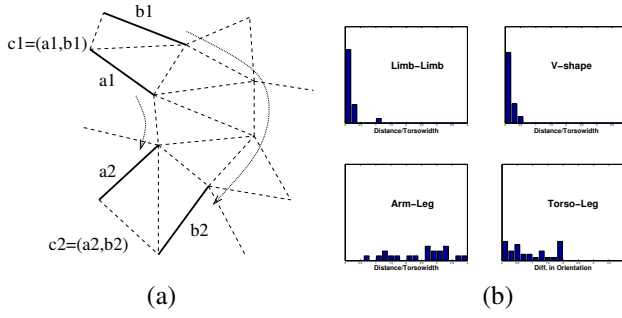 b1
c1=(a1,b1)
a1
a2
b2
c2=(a2,b2)
(a)
Limb−Limb
Distance/Torsowidth
V−shape
Distance/Torsowidth
Arm−Leg
Distance/Torsowidth
Torso−Leg
Diff. in Orientation
(b)